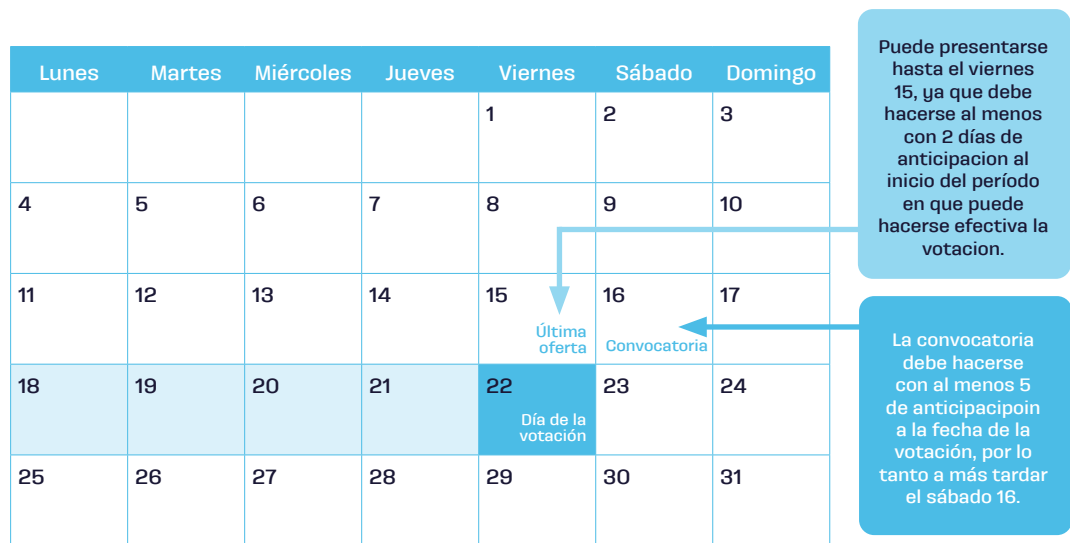 Lunes Martes Miércoles Jueves Viernes Sábado Domingo
1 2 3
4 5 6 7 8 9 10
11 12 13 14 15 16 17
Última
oferta
Convocatoria
18 19 20 21 22 23 24
Día de la
votación
25 26 27 28 29 30 31
Puede presentarse
hasta el viernes
15, ya que debe
hacerse al menos
con 2 días de
anticipacion al
inicio del período
en que puede
hacerse efectiva la
votacion.
La convocatoria
debe hacerse
con al menos 5
de anticipacipoin
a la fecha de la
votación, por lo
tanto a más tardar
el sábado 16.